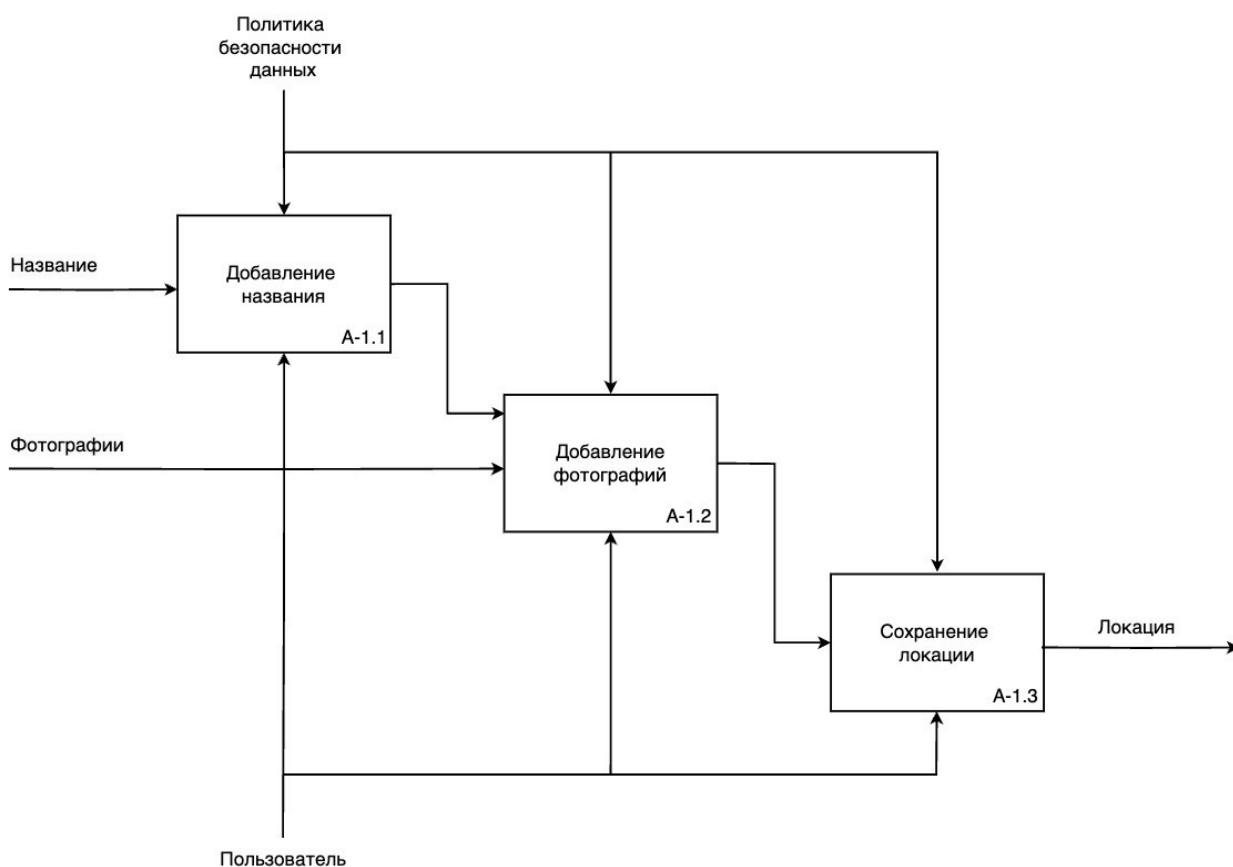 Политика
безопасности
данных
Название
Добавление
названия
A-1.1
Фотографии
Добавление
фотографий
A-1.2
Сохранение
локации
A-1.3
Локация
Пользователь